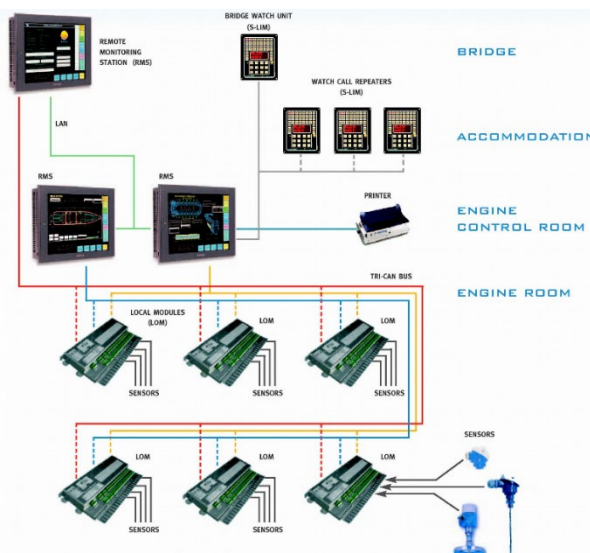 BRIDGE WATCH UNIT
(S-LIM)
REMOTE
MONITORING
STATION (RMS)
BRIDGE
WATCH CALL REPEATERS
(S-LIM)
LAN
ACCOMMODATION
RMS
RMS
PRINTER
ENGINE
CONTROL ROOM
TRI-CAN BUS
ENGINE ROOM
LOCAL MODULES
(LOM)
LOM
LOM
SENSORS
SENSORS
SENSORS
SENSORS
LOM
LOM
LOM
SENSORS
SENSORS